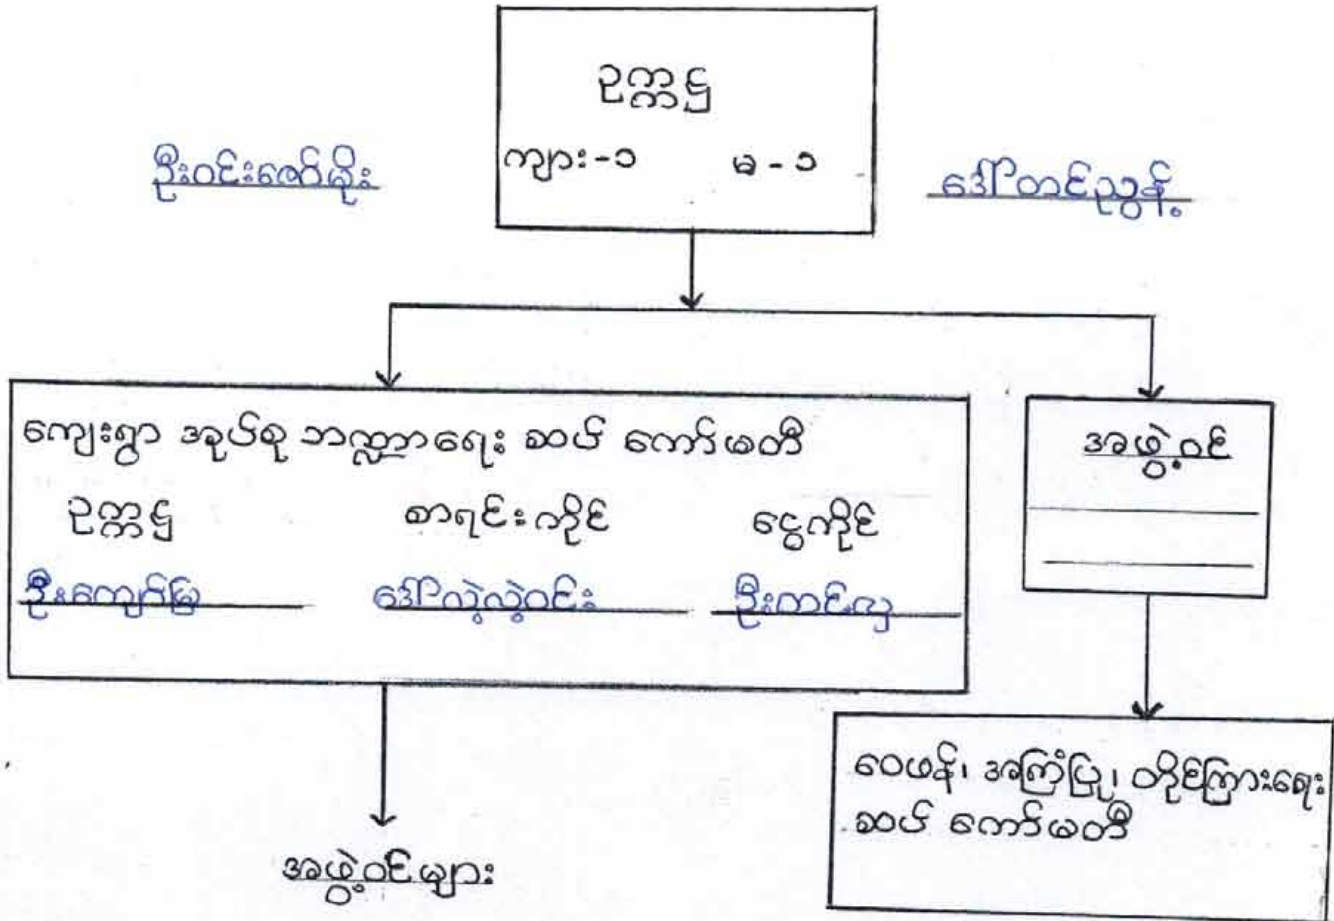 ဥက္ကဋ္ဌ
ကျား-၁ မ-၁
ဦးဝင်းဇော်မိုး
ဒေါ်တင်ညွန့်
ကျေးရွာ အုပ်စု ဘဏ္ဍာရေး ဆပ် ကော်မတီ
ဥက္ကဋ္ဌ စာရင်းကိုင် ငွေကိုင်
ဦးကျော်မြ ဒေါ်လဲ့လဲ့ဝင်း ဦးတင်လှ
အဖွဲ့ဝင်
ဝေဖန်၊ အကြံပြု၊ တိုင်ကြားရေး
ဆပ် ကော်မတီ
အဖွဲ့ဝင်များ